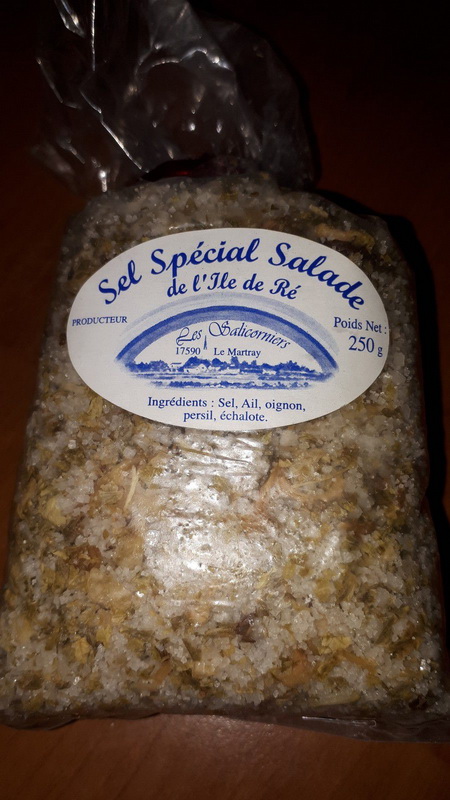 Sel Spécial Salade
de l'Ile de Ré
PRODUCTEUR
Poids Net :
250 g
Les Salicorniers
17590 Le Martray
Ingrédients : Sel, Ail, oignon,
persil, échalote.